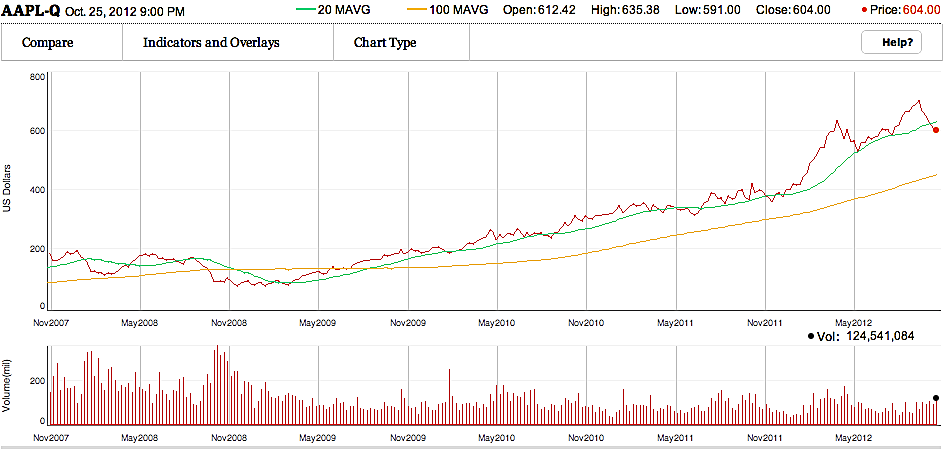 AAPL-Q Oct. 25, 2012 9:00 PM 20 MAVG 100 MAVG Open: 612.42 High: 635.38 Low: 591.00 Close: 604.00 Price: 604.00
Compare Indicators and Overlays Chart Type Help?
800
600
400
200
0
US Dollars
Nov2007 May2008 Nov2008 May2009 Nov2009 May2010 Nov2010 May2011 Nov2011 May2012
Vol: 124,541,084
200
0
Volume(mil)
Nov2007 May2008 Nov2008 May2009 Nov2009 May2010 Nov2010 May2011 Nov2011 May2012